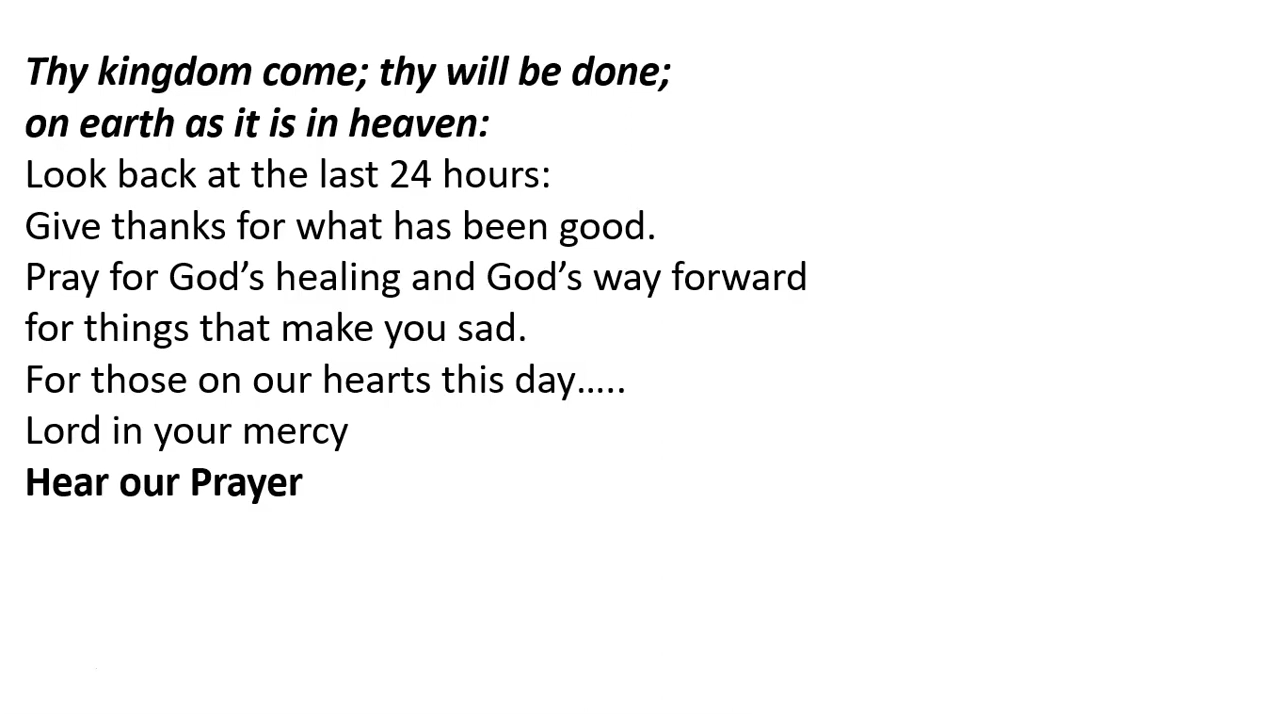 Thy kingdom come; thy will be done;
on earth as it is in heaven:
Look back at the last 24 hours:
Give thanks for what has been good.
Pray for God’s healing and God’s way forward
for things that make you sad.
For those on our hearts this day…..
Lord in your mercy
Hear our Prayer